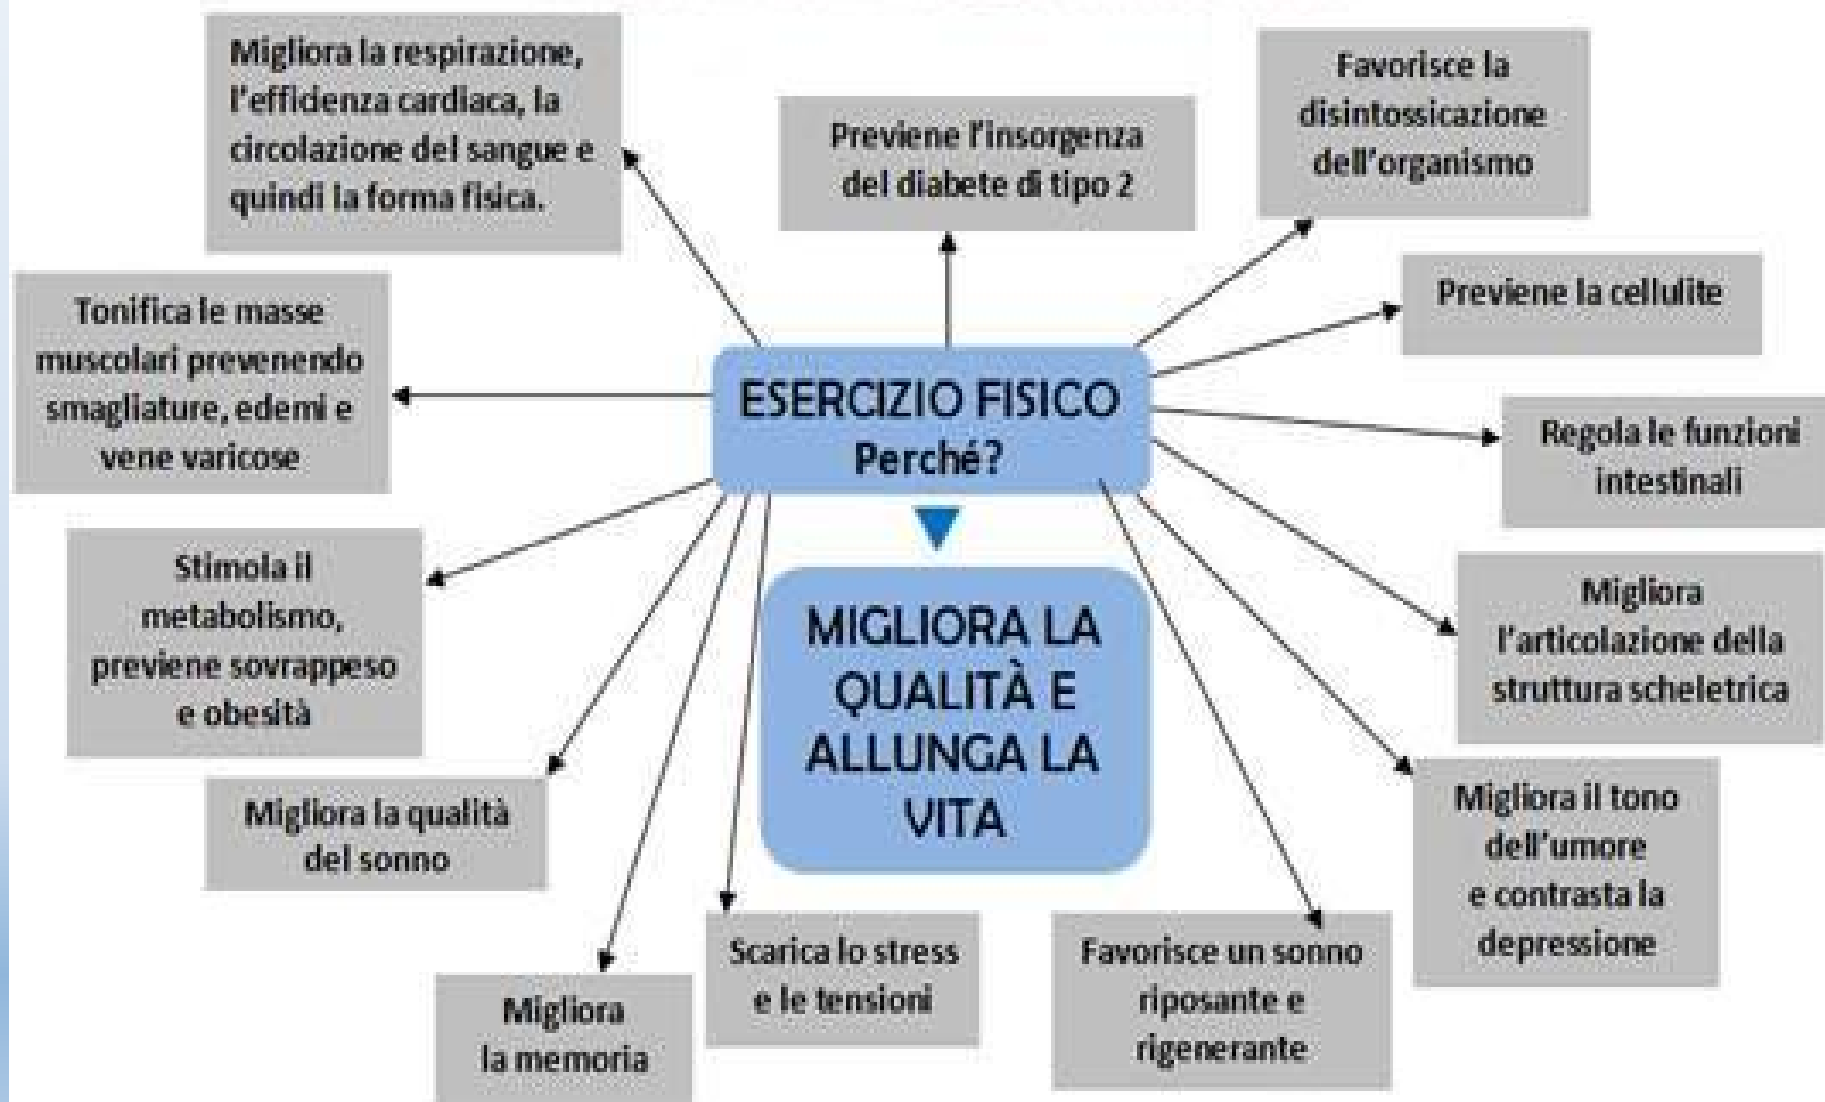 Migliora la respirazione,
l'efficienza cardiaca, la
circolazione del sangue e
quindi la forma fisica.
Previene l'insorgenza
del diabete di tipo 2
Favorisce la
disintossicazione
dell'organismo
Previene la cellulite
Tonifica le masse
muscolari prevenendo
smagliature, edemi e
vene varicose
ESERCIZIO FISICO
Perché?
Regola le funzioni
intestinali
Stimola il
metabolismo,
previene sovrappeso
e obesità
MIGLIORA LA
QUALITÀ E
ALLUNGA LA
VITA
Migliora
l'articolazione della
struttura scheletrica
Migliora la qualità
del sonno
Migliora il tono
dell'umore
e contrasta la
depressione
Migliora
la memoria
Scarica lo stress
e le tensioni
Favorisce un sonno
riposante e
rigenerante